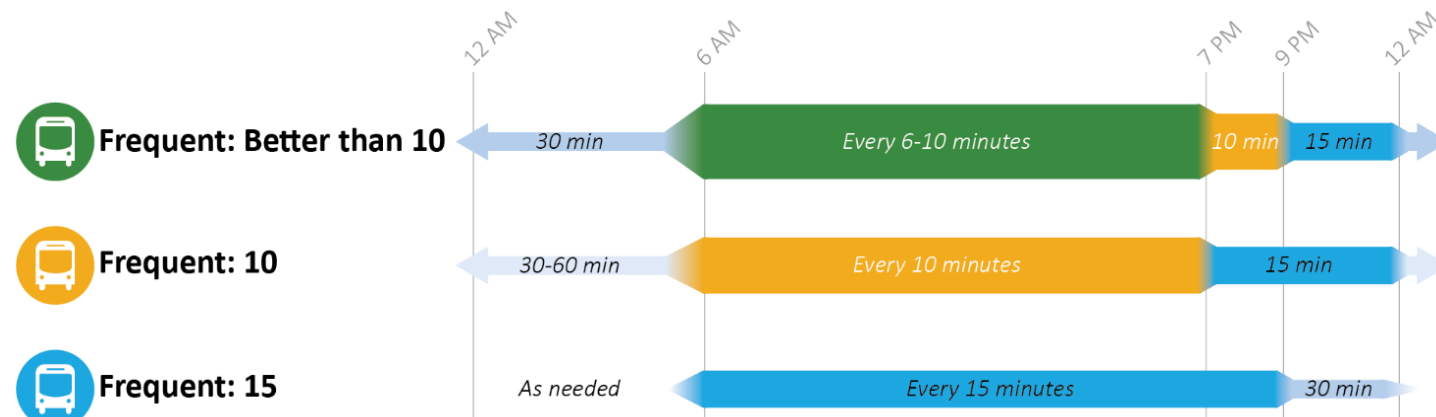 12 AM
6 AM
7 PM
9 PM
12 AM
Frequent: Better than 10
30 min
Every 6-10 minutes
10 min
15 min
Frequent: 10
30-60 min
Every 10 minutes
15 min
Frequent: 15
As needed
Every 15 minutes
30 min